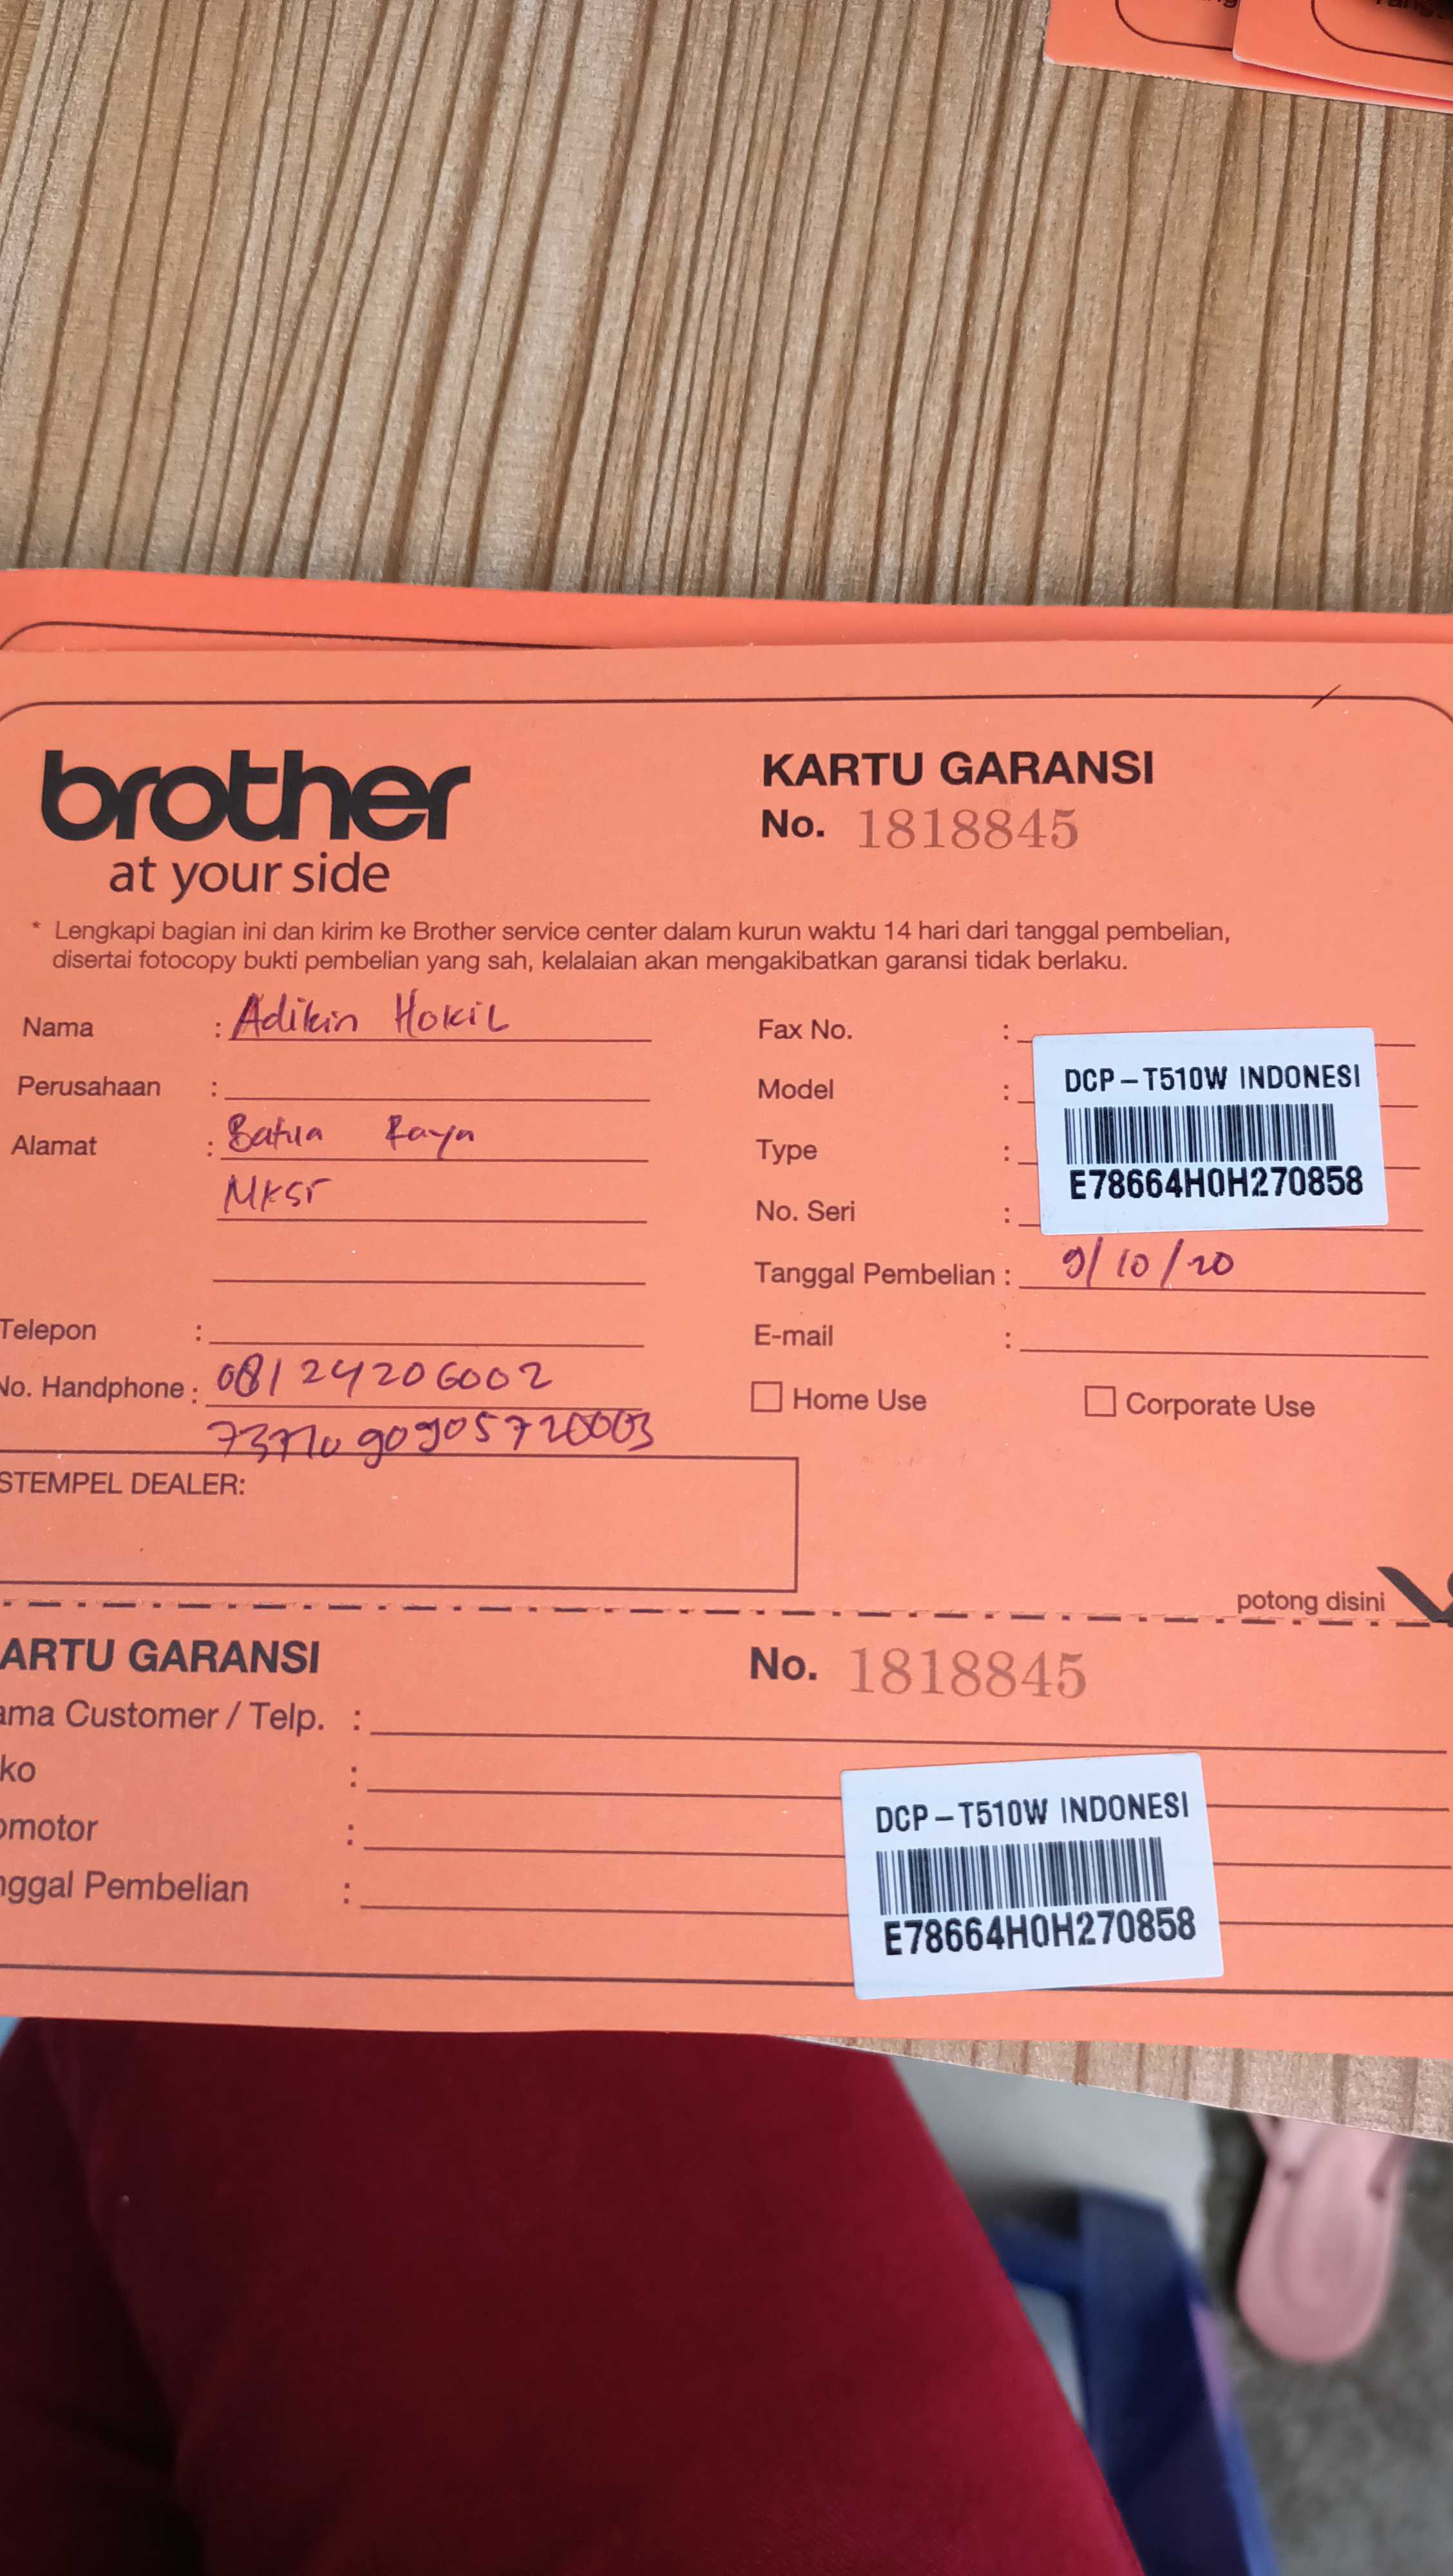 brother
at your side
KARTU GARANSI
No. 1818845
* Lengkapi bagian ini dan kirim ke Brother service center dalam kurun waktu 14 hari dari tanggal pembelian,
disertai fotocopy bukti pembelian yang sah, kelalaian akan mengakibatkan garansi tidak berlaku.
Nama : Adikin Hokil
Perusahaan :
Alamat : Batua Raya
MKSr
Telepon :
No. Handphone : 081242206002
STEMPEL DEALER:
Fax No. :
Model :
Type :
No. Seri :
DCP-T510W INDONESI
E78664H0H270858
Tanggal Pembelian : 9/10/20
E-mail :
Home Use
Corporate Use
potong disini
ARTU GARANSI
No. 1818845
ama Customer / Telp. :
ko :
omotor :
nggal Pembelian :
DCP-T510W INDONESI
E78664H0H270858